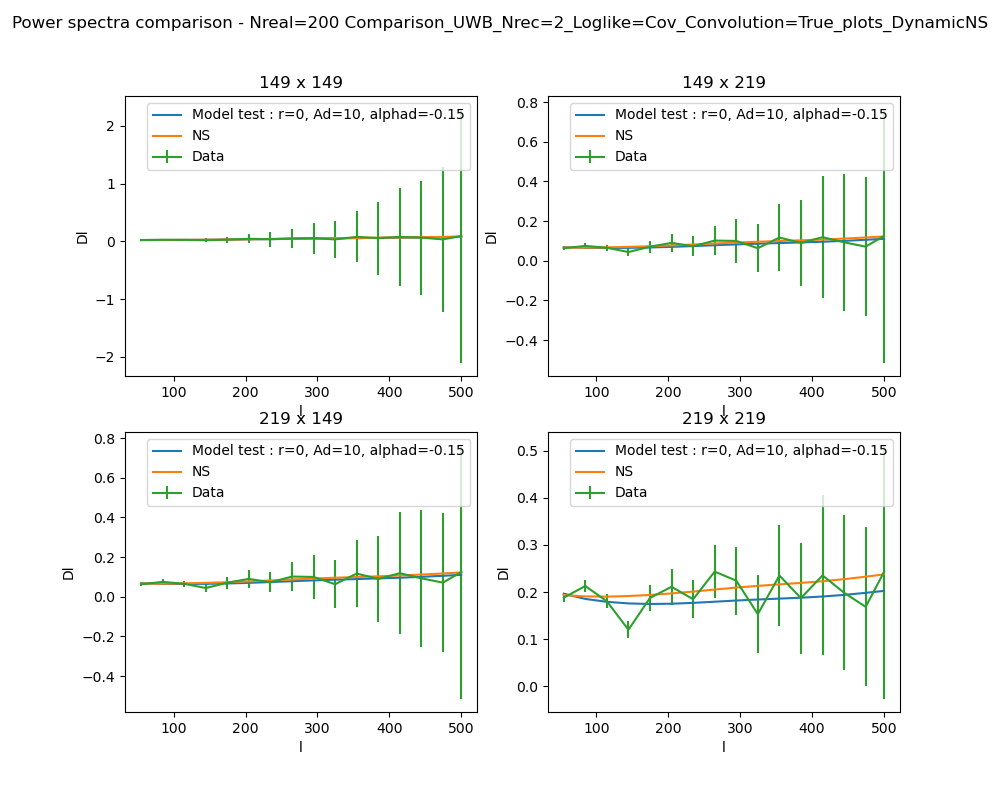 Power spectra comparison - Nreal=200 Comparison_UWB_Nrec=2_Loglike=Cov_Convolution=True_plots_DynamicNS
149 x 149
Model test : r=0, Ad=10, alphad=-0.15
NS
Data
2
1
0
−1
−2
Dl
100
200
300
400
500
l
149 x 219
Model test : r=0, Ad=10, alphad=-0.15
NS
Data
0.8
0.6
0.4
0.2
0.0
−0.2
−0.4
Dl
100
200
300
400
500
l
219 x 149
Model test : r=0, Ad=10, alphad=-0.15
NS
Data
0.8
0.6
0.4
0.2
0.0
−0.2
−0.4
Dl
100
200
300
400
500
l
219 x 219
Model test : r=0, Ad=10, alphad=-0.15
NS
Data
0.5
0.4
0.3
0.2
0.1
0.0
Dl
100
200
300
400
500
l